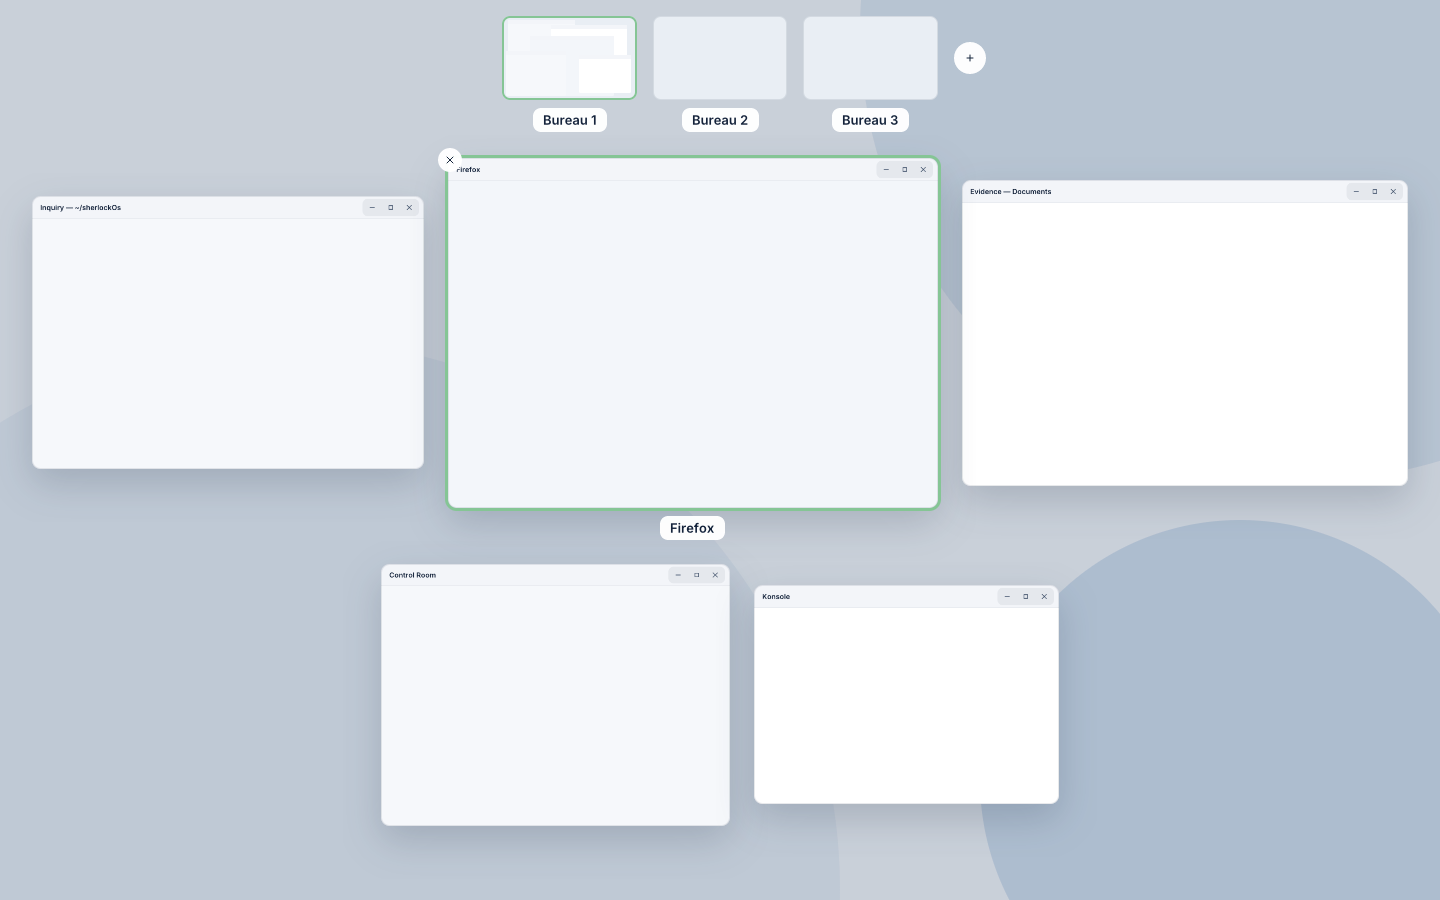 Bureau 1
Bureau 2
Bureau 3
Firefox
Inquiry — ~/sherlockOs
Evidence — Documents
Firefox
Control Room
Konsole